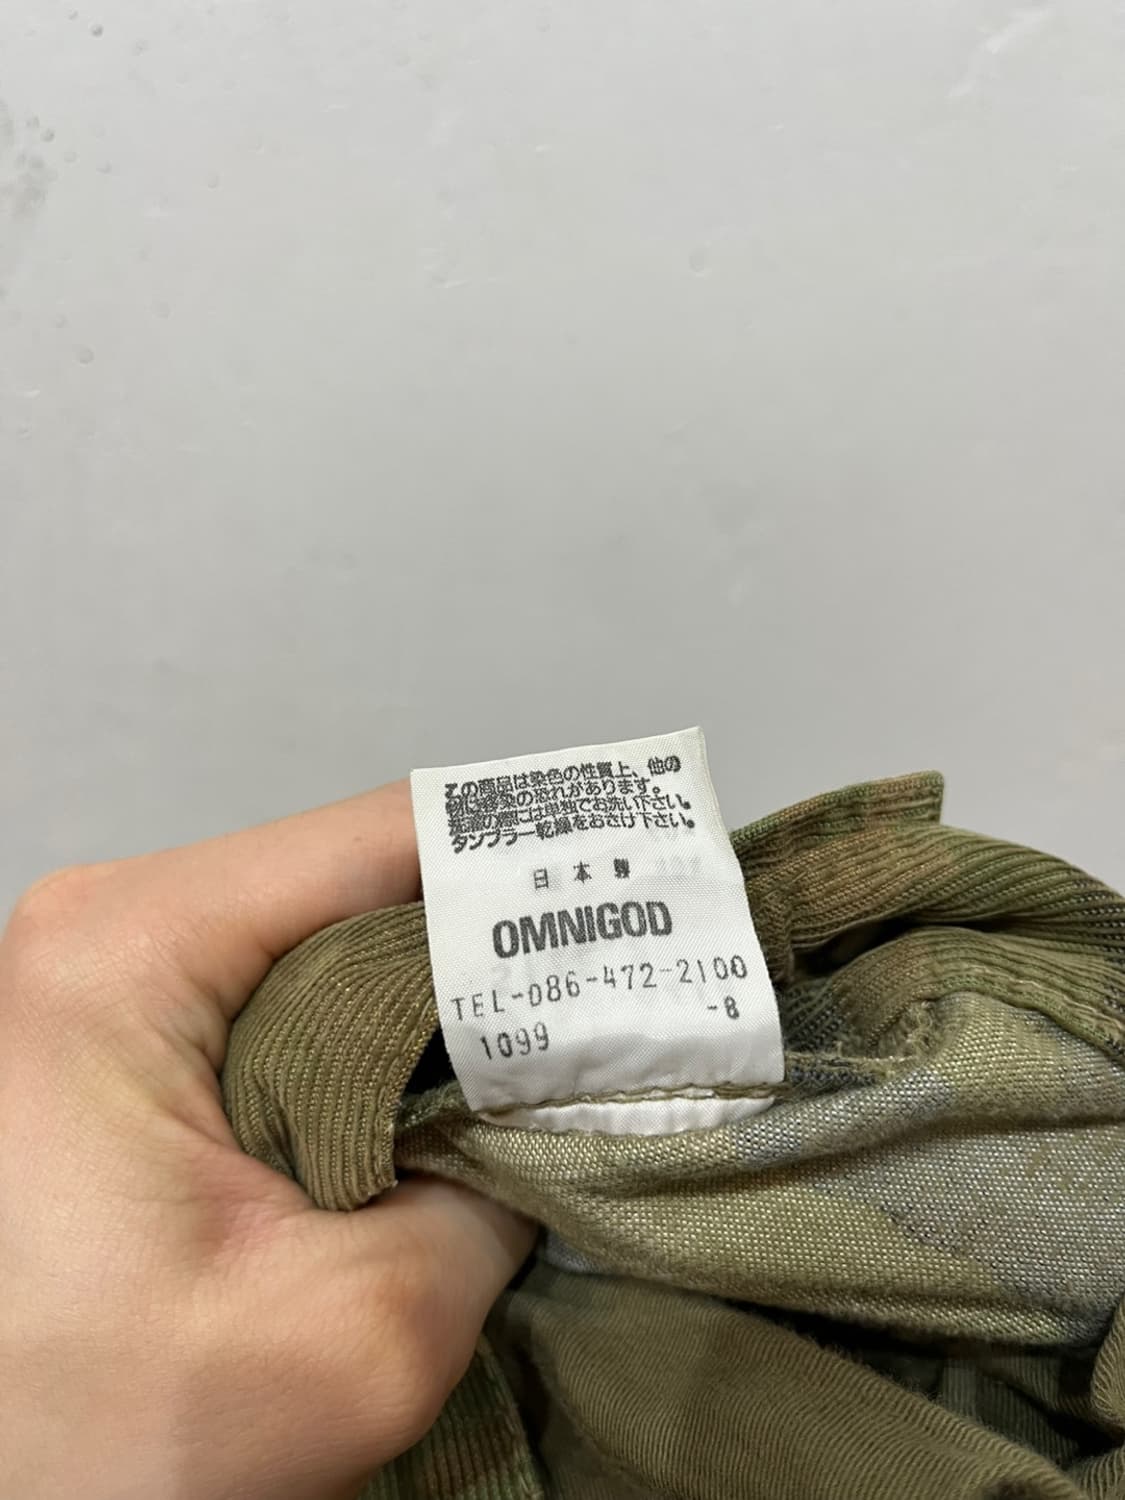 この商品は染色の性質上、他の
物に移染の恐れがあります。
洗濯の際には単独でお洗い下さい。
タンブラー乾燥をおさけ下さい。
日本製
OMNIGOD
TEL-086-472-2100
-8
1099